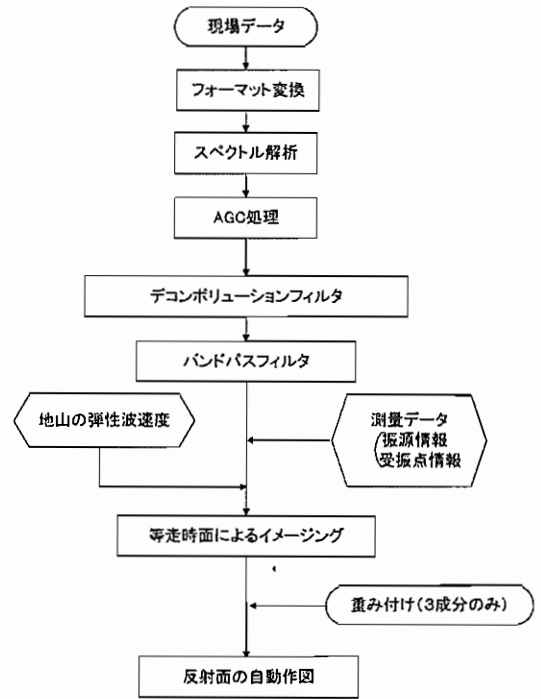 現場データ
フォーマット変換
スペクトル解析
AGC処理
デコンボリューションフィルタ
バンドパスフィルタ
地山の弾性波速度
測量データ
(振源情報
受振点情報
等走時面によるイメージング
重み付け(3成分のみ)
反射面の自動作図